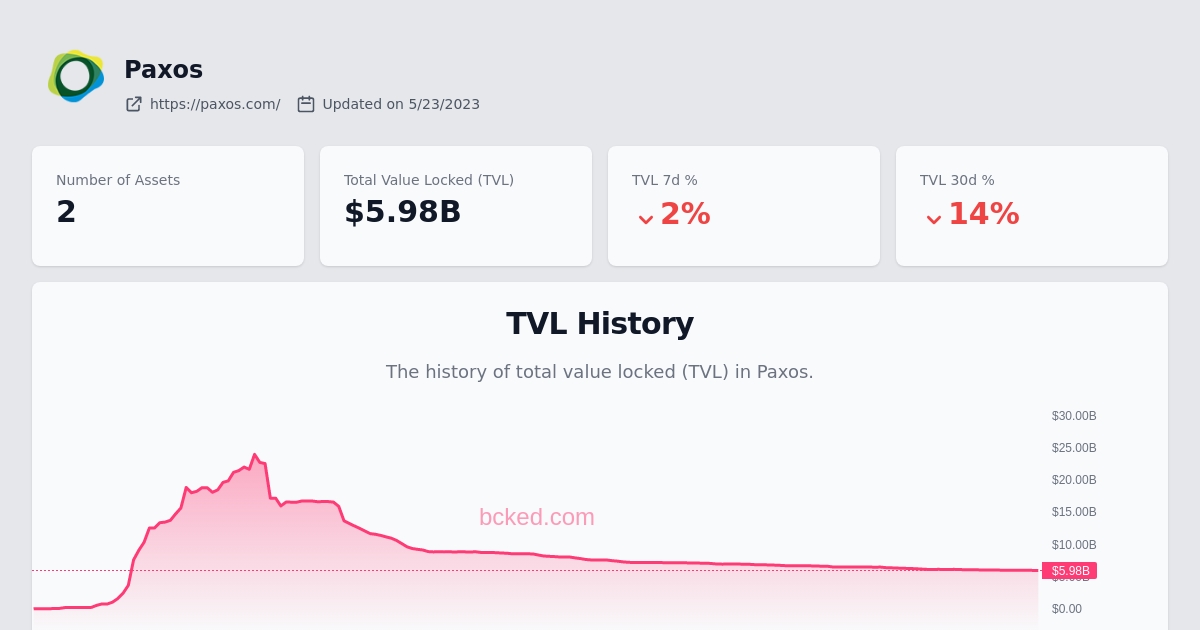 Paxos
https://paxos.com/ Updated on 5/23/2023
Number of Assets
2
Total Value Locked (TVL)
$5.98B
TVL 7d %
2%
TVL 30d %
14%
TVL History
The history of total value locked (TVL) in Paxos.
$30.00B
$25.00B
$20.00B
$15.00B
bcked.com
$10.00B
$5.98B
$0.00